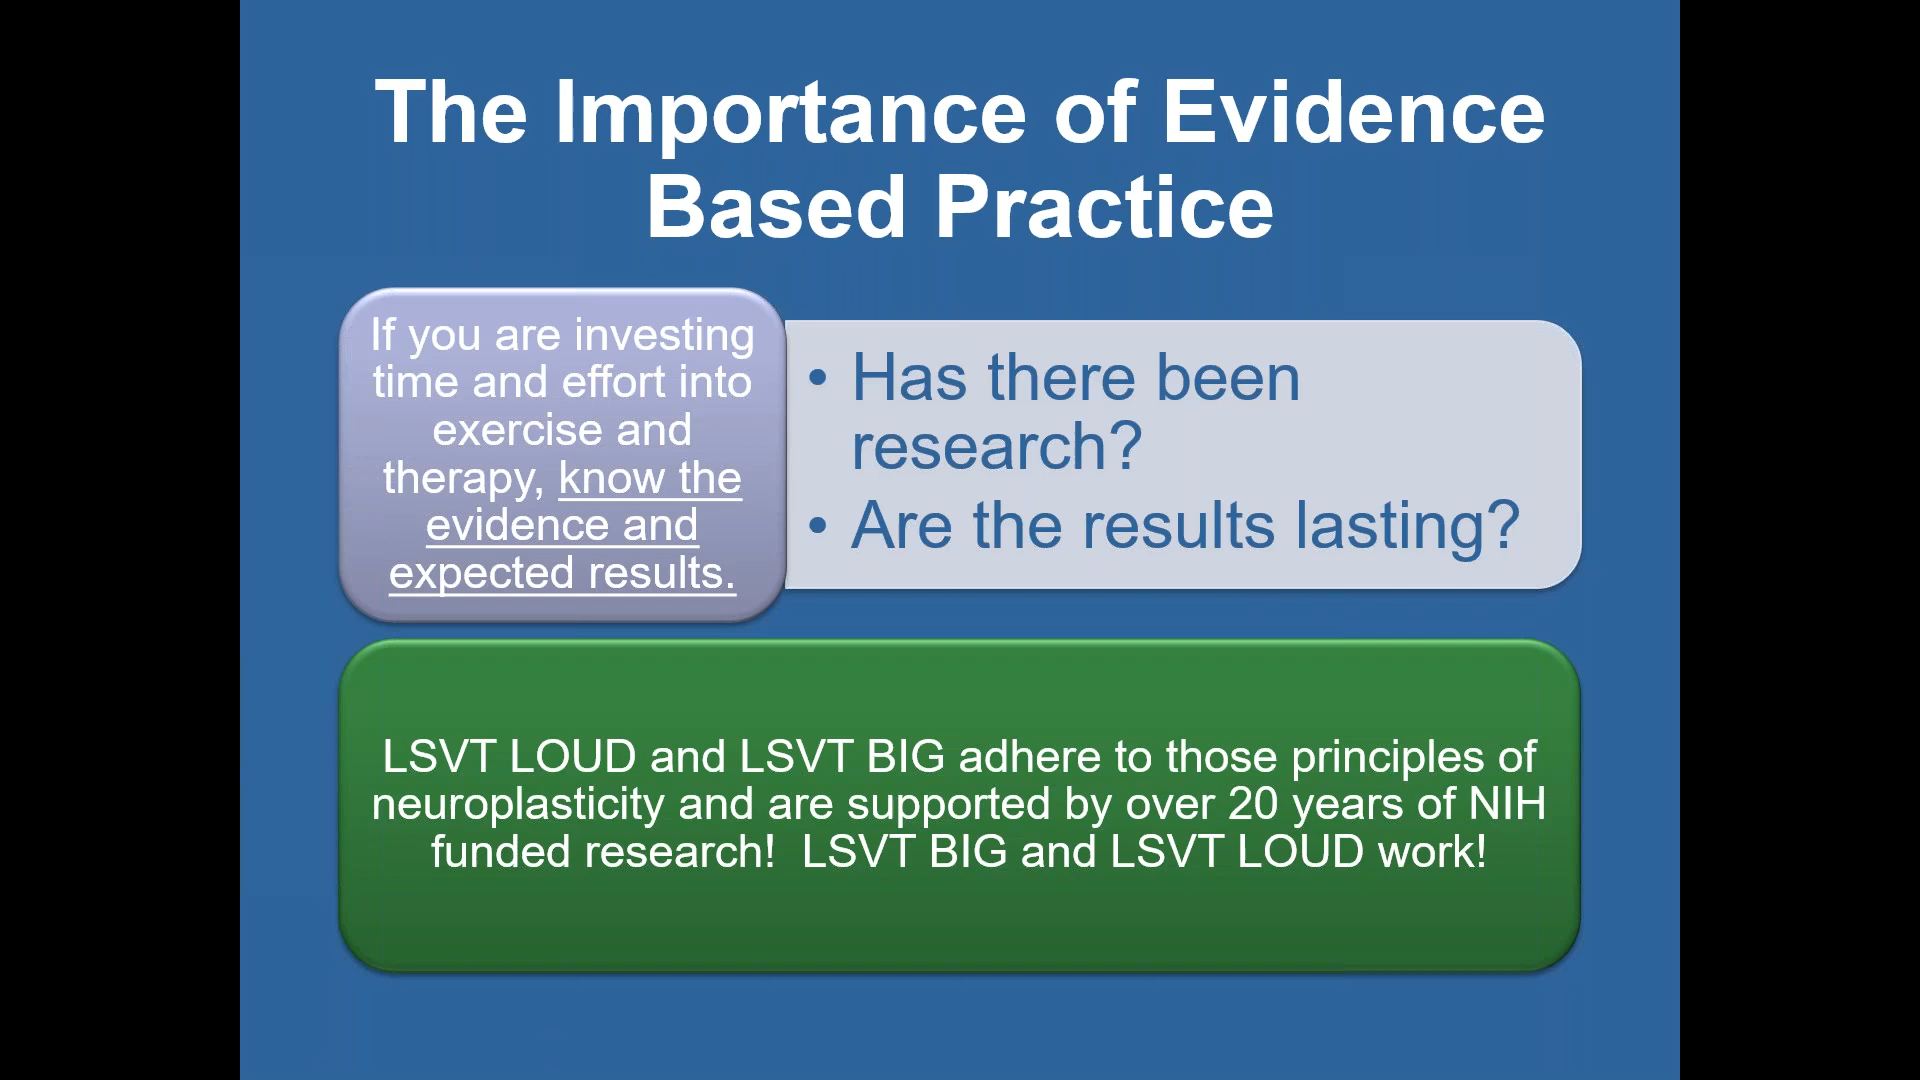 The Importance of Evidence
Based Practice
If you are investing
time and effort into
exercise and
therapy, know the
evidence and
expected results.
• Has there been
research?
• Are the results lasting?
LSVT LOUD and LSVT BIG adhere to those principles of
neuroplasticity and are supported by over 20 years of NIH
funded research!  LSVT BIG and LSVT LOUD work!